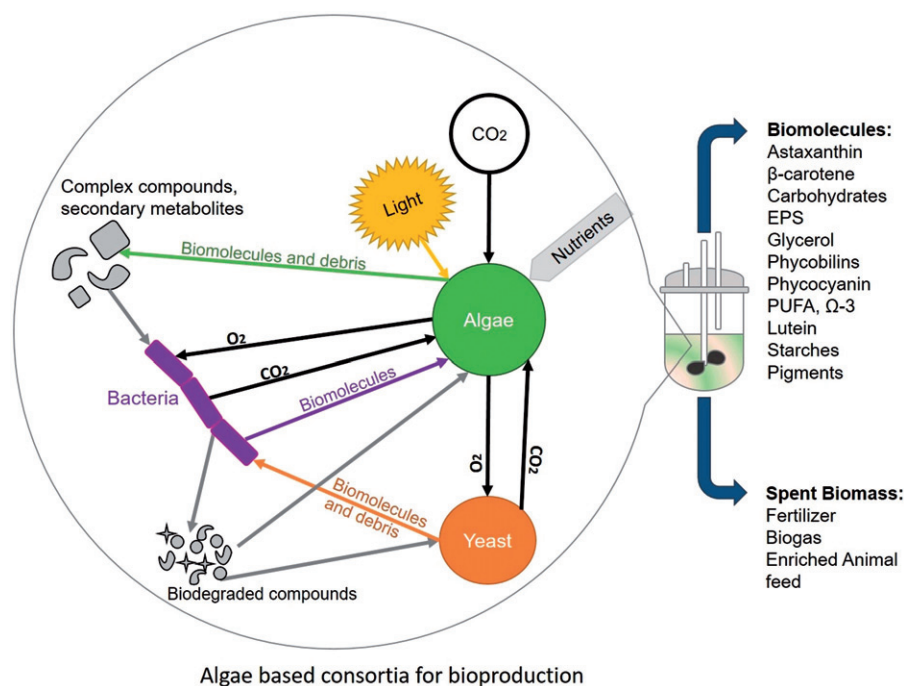 CO2
Light
Nutrients
Complex compounds,
secondary metabolites
Biomolecules and debris
Algae
O2
CO2
Biomolecules
Bacteria
O2
CO2
Biomolecules
and debris
Yeast
Biodegraded compounds
Biomolecules:
Astaxanthin
β-carotene
Carbohydrates
EPS
Glycerol
Phycobilins
Phycocyanin
PUFA, Ω-3
Lutein
Starches
Pigments
Spent Biomass:
Fertilizer
Biogas
Enriched Animal
feed
Algae based consortia for bioproduction